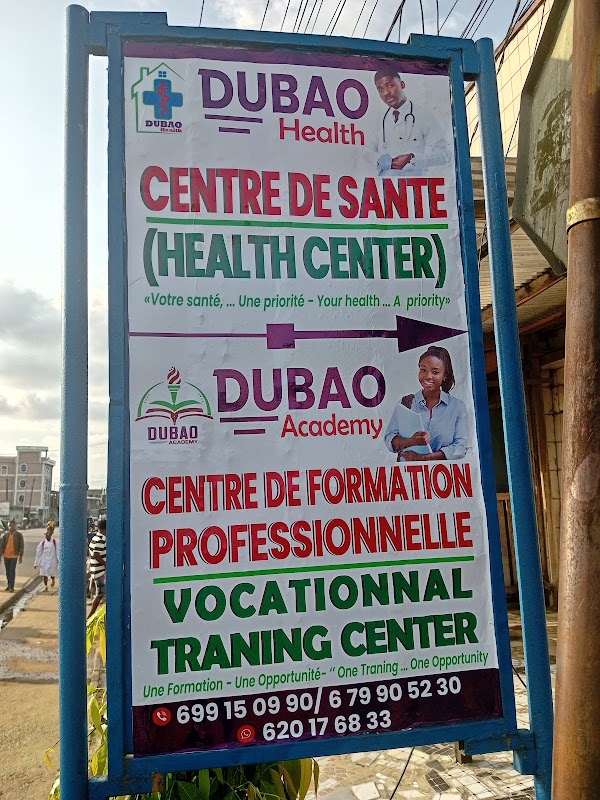 DUBAO
Health
DUBAO
Health
CENTRE DE SANTE
(HEALTH CENTER)
«Votre santé, ... Une priorité - Your health ... A priority»
DUBAO
ACADEMY
DUBAO
Academy
CENTRE DE FORMATION
PROFESSIONNELLE
VOCATIONNAL
TRANING CENTER
Une Formation - Une Opportunité- “ One Traning ... One Opportunity
699 15 09 90/ 6 79 90 52 30
620 17 68 33